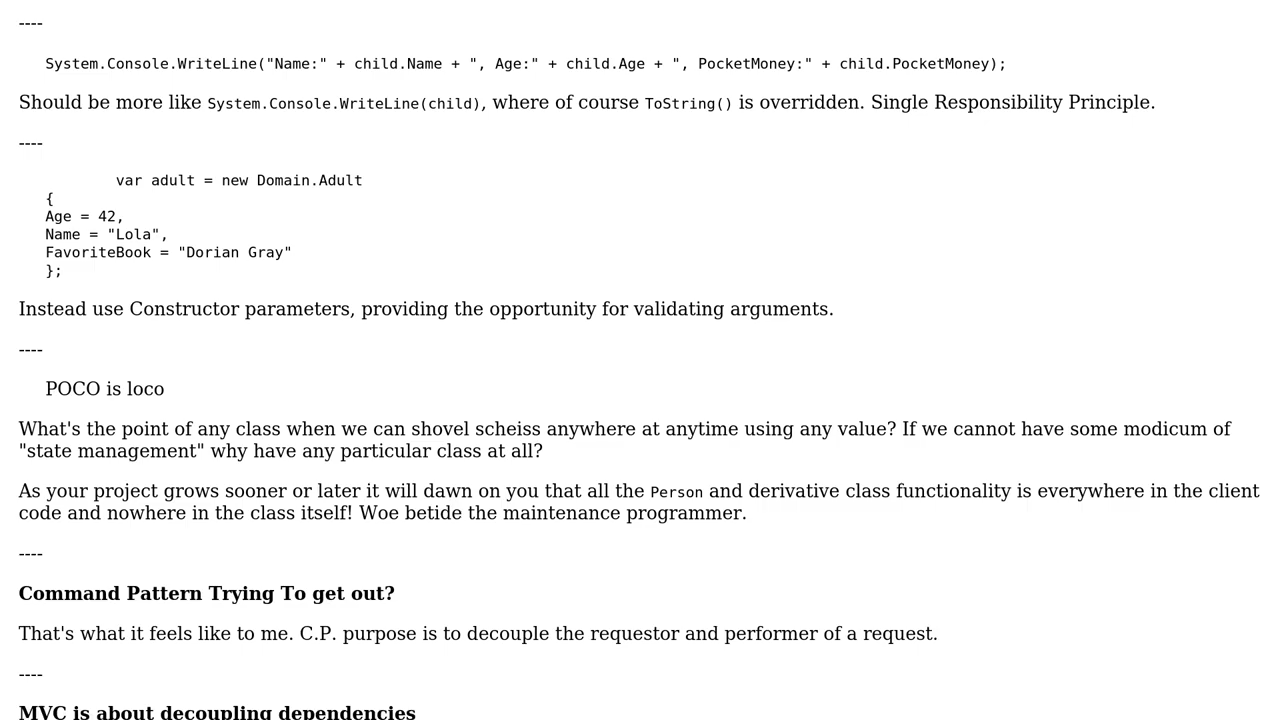 ----
System.Console.WriteLine("Name:" + child.Name + ", Age:" + child.Age + ", PocketMoney:" + child.PocketMoney);
Should be more like System.Console.WriteLine(child), where of course ToString() is overridden. Single Responsibility Principle.
----
var adult = new Domain.Adult
{
Age = 42,
Name = "Lola",
FavoriteBook = "Dorian Gray"
};
Instead use Constructor parameters, providing the opportunity for validating arguments.
----
POCO is loco
What's the point of any class when we can shovel scheiss anywhere at anytime using any value? If we cannot have some modicum of
"state management" why have any particular class at all?
As your project grows sooner or later it will dawn on you that all the Person and derivative class functionality is everywhere in the client
code and nowhere in the class itself! Woe betide the maintenance programmer.
----
Command Pattern Trying To get out?
That's what it feels like to me. C.P. purpose is to decouple the requestor and performer of a request.
----
MVC is about decoupling dependencies